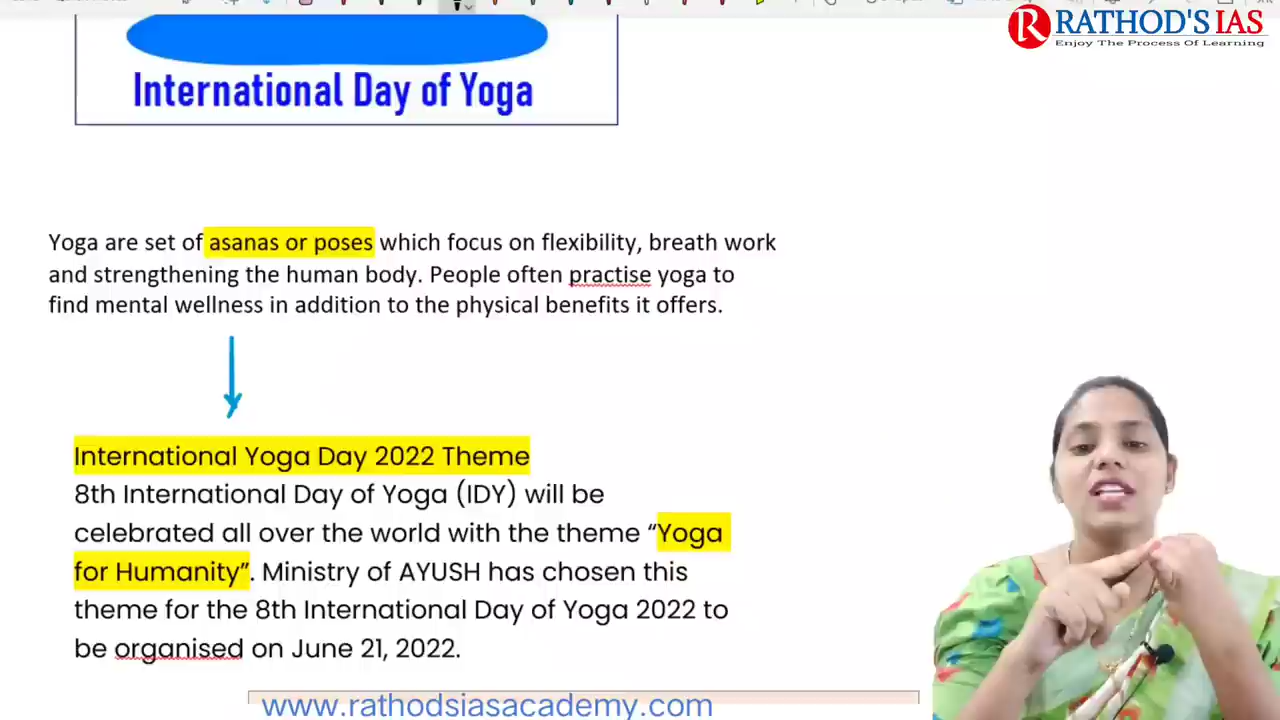 RATHOD'S IAS
Enjoy The Process Of Learning
International Day of Yoga
Yoga are set of asanas or poses which focus on flexibility, breath work
and strengthening the human body. People often practise yoga to
find mental wellness in addition to the physical benefits it offers.
International Yoga Day 2022 Theme
8th International Day of Yoga (IDY) will be
celebrated all over the world with the theme “Yoga
for Humanity”. Ministry of AYUSH has chosen this
theme for the 8th International Day of Yoga 2022 to
be organised on June 21, 2022.
www.rathodsiasacademy.com